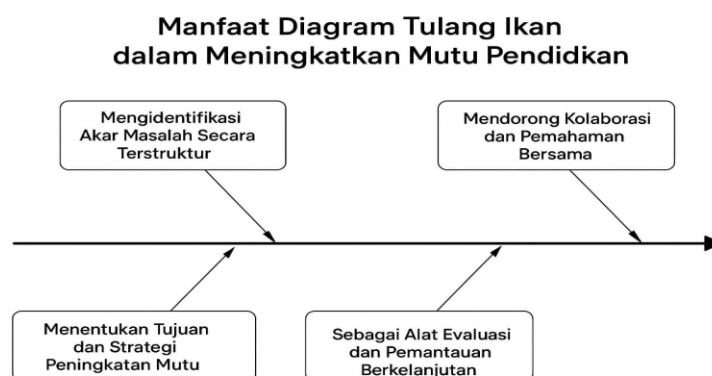 Manfaat Diagram Tulang Ikan
dalam Meningkatkan Mutu Pendidkan
Mengidentifikasi
Akar Masalah Secara
Terstruktur
Mendorong Kolaborasi
dan Pemahaman
Bersama
Menentukan Tujuan
dan Strategi
Peningkatan Mutu
Sebagai Alat Evaluasi
dan Pemantauan
Berkelanjutan